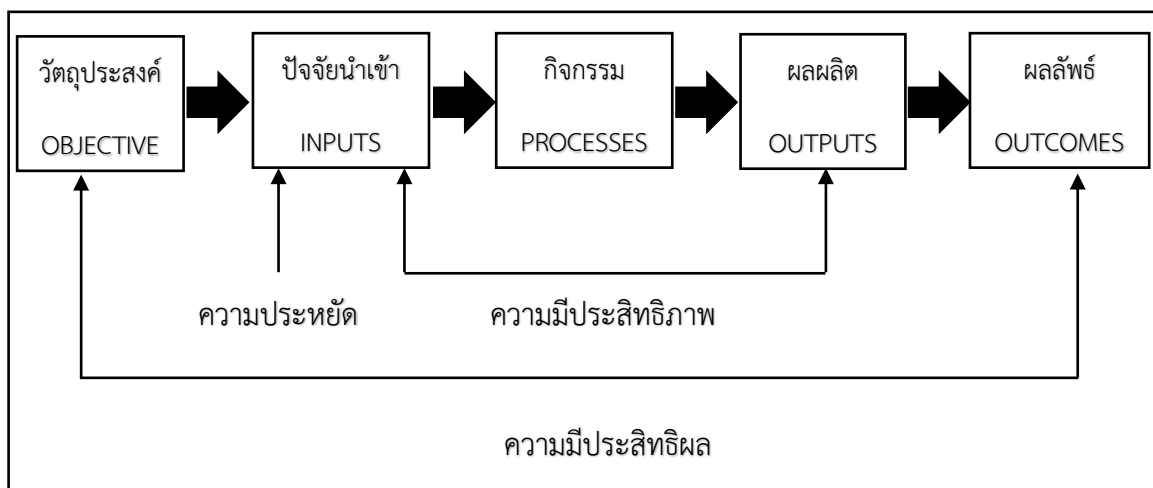 วัตถุประสงค์
OBJECTIVE
ปัจจัยนำเข้า
INPUTS
กิจกรรม
PROCESSES
ผลผลิต
OUTPUTS
ผลลัพธ์
OUTCOMES
ความประหยัด
ความมีประสิทธิภาพ
ความมีประสิทธิผล